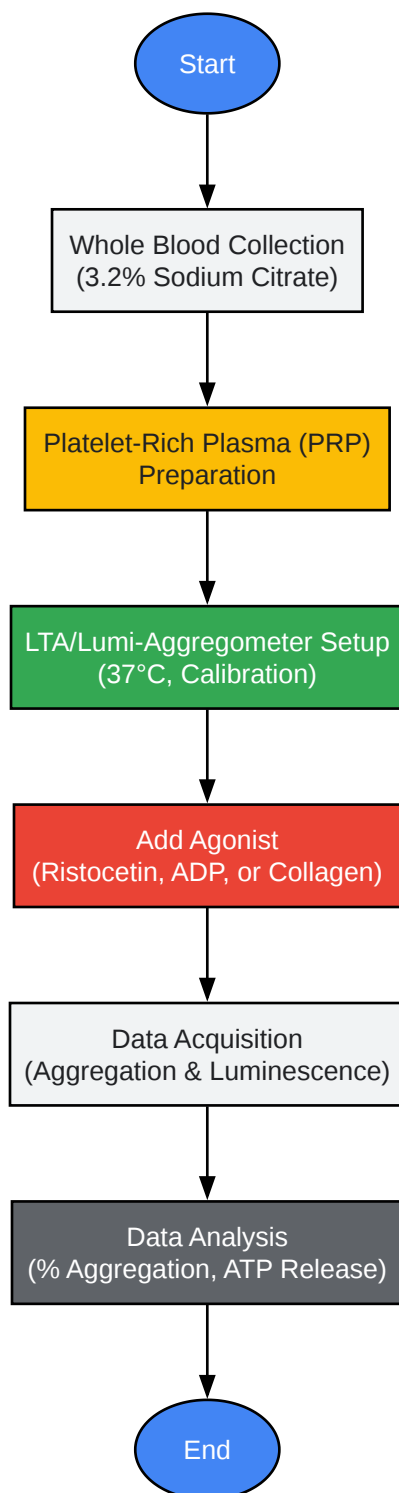 Start
Whole Blood Collection
(3.2% Sodium Citrate)
Platelet-Rich Plasma (PRP)
Preparation
LTA/Lumi-Aggregometer Setup
(37°C, Calibration)
Add Agonist
(Ristocetin, ADP, or Collagen)
Data Acquisition
(Aggregation & Luminescence)
Data Analysis
(% Aggregation, ATP Release)
End